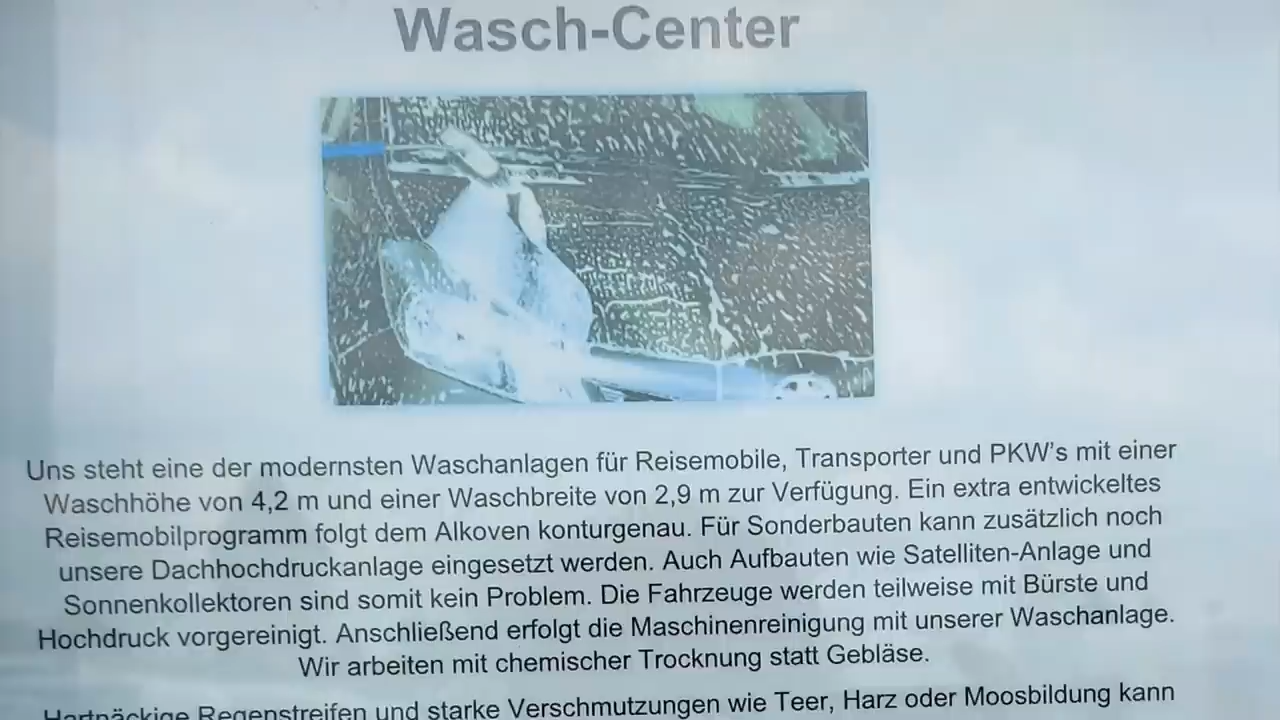 Wasch-Center
Uns steht eine der modernsten Waschanlagen für Reisemobile, Transporter und PKW's mit einer
Waschhöhe von 4,2 m und einer Waschbreite von 2,9 m zur Verfügung. Ein extra entwickeltes
Reisemobilprogramm folgt dem Alkoven konturgenau. Für Sonderbauten kann zusätzlich noch
unsere Dachhochdruckanlage eingesetzt werden. Auch Aufbauten wie Satelliten-Anlage und
Sonnenkollektoren sind somit kein Problem. Die Fahrzeuge werden teilweise mit Bürste und
Hochdruck vorgereinigt. Anschließend erfolgt die Maschinenreinigung mit unserer Waschanlage.
Wir arbeiten mit chemischer Trocknung statt Gebläse.
Hartnäckige Regenstreifen und starke Verschmutzungen wie Teer, Harz oder Moosbildung kann